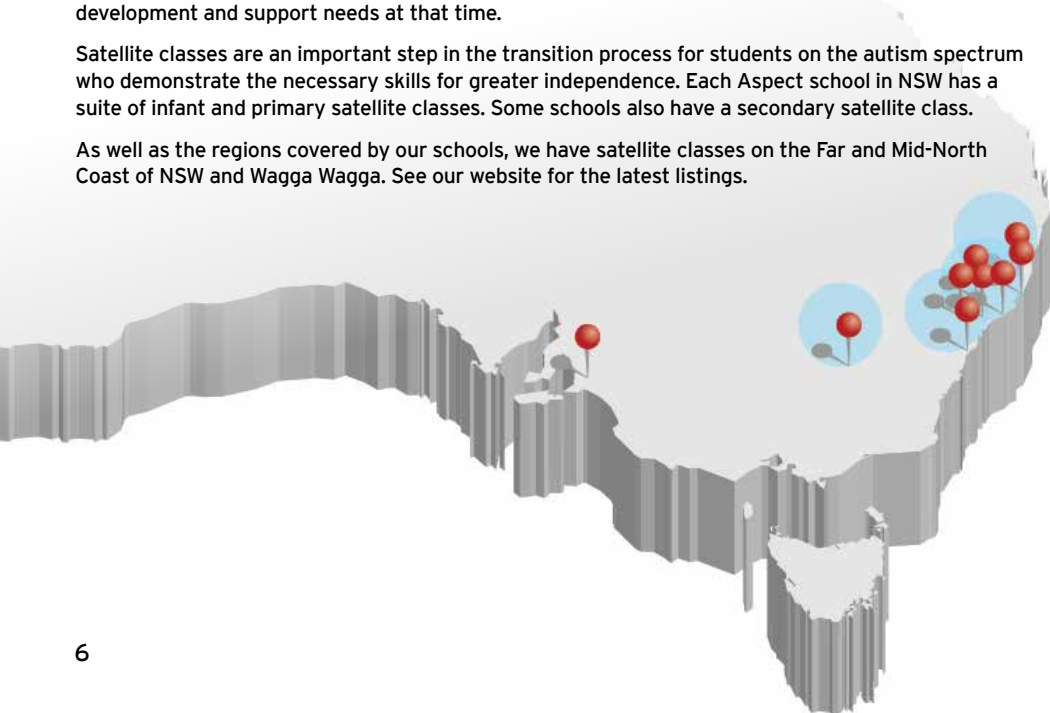 development and support needs at that time.
Satellite classes are an important step in the transition process for students on the autism spectrum
who demonstrate the necessary skills for greater independence. Each Aspect school in NSW has a
suite of infant and primary satellite classes. Some schools also have a secondary satellite class.
As well as the regions covered by our schools, we have satellite classes on the Far and Mid-North
Coast of NSW and Wagga Wagga. See our website for the latest listings.
6